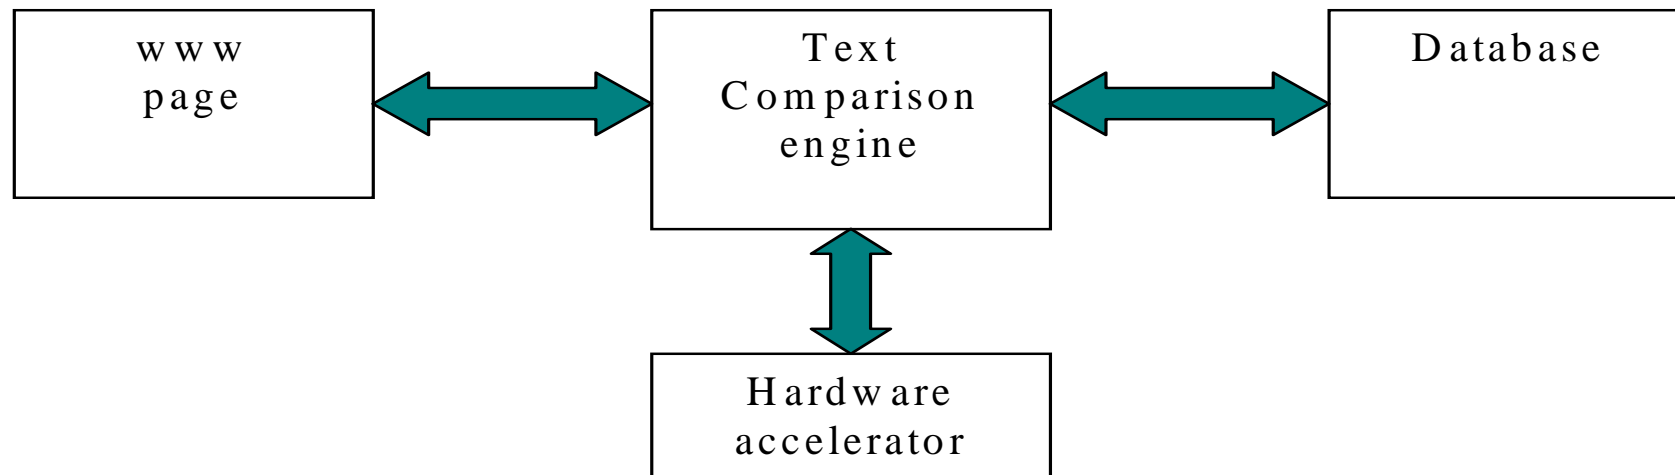 www
page
Text
Comparison
engine
Database
Hardware
accelerator